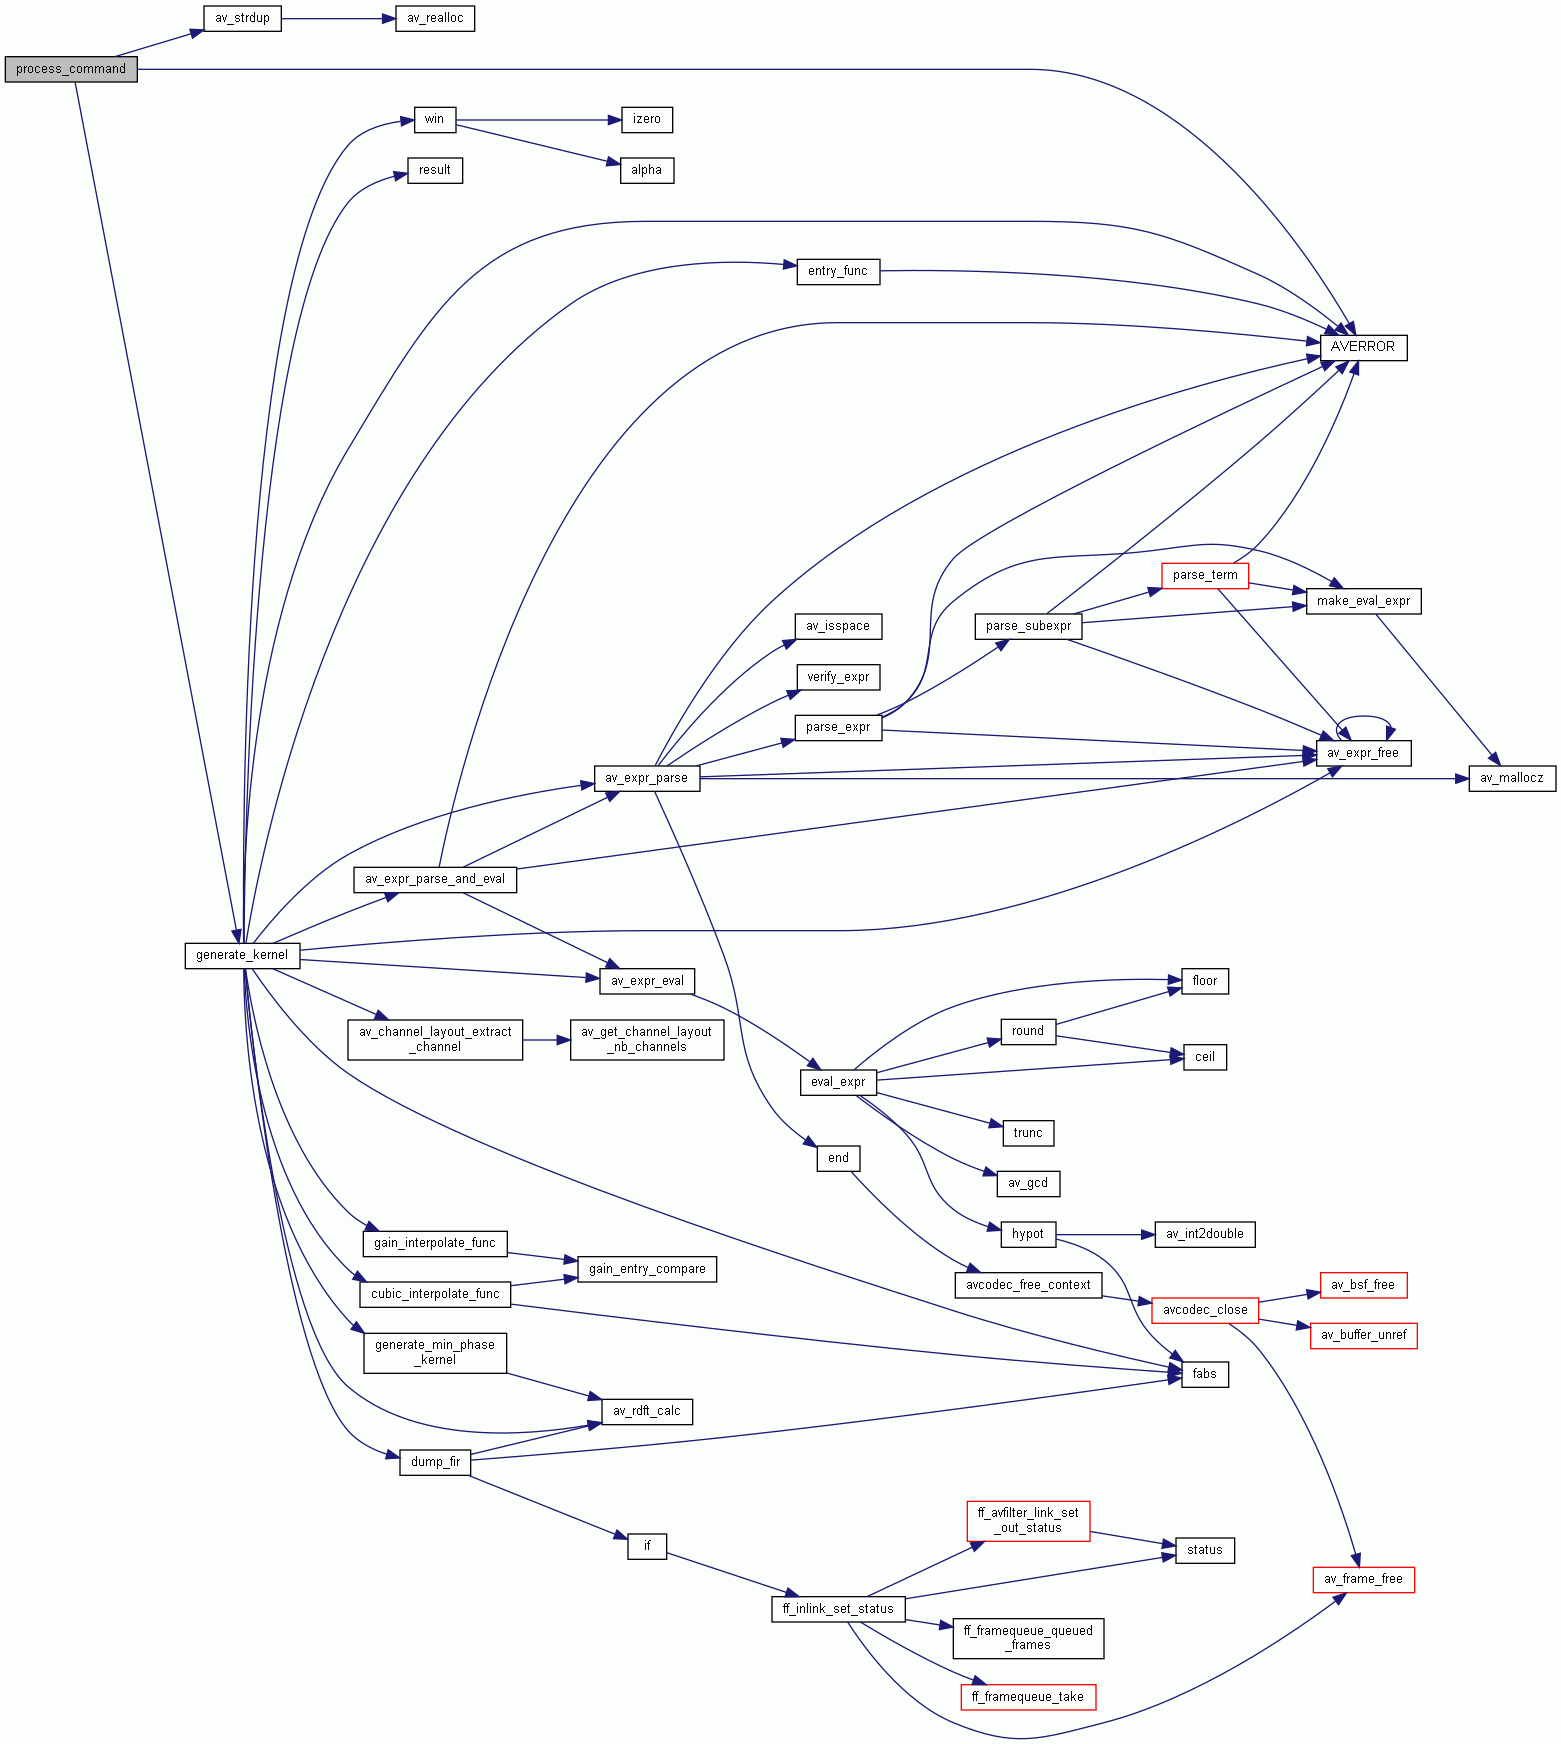 av_strdup
av_realloc
process_command
win
izero
result
alpha
entry_func
AVERROR
parse_term
make_eval_expr
av_isspace
parse_subexpr
verify_expr
parse_expr
av_expr_free
av_expr_parse
av_mallocz
av_expr_parse_and_eval
generate_kernel
av_expr_eval
floor
av_channel_layout_extract
_channel
av_get_channel_layout
_nb_channels
round
ceil
eval_expr
trunc
end
av_gcd
hypot
av_int2double
gain_interpolate_func
gain_entry_compare
cubic_interpolate_func
avcodec_free_context
avcodec_close
av_bsf_free
av_buffer_unref
generate_min_phase
_kernel
fabs
av_rdft_calc
dump_fir
ff_avfilter_link_set
_out_status
if
status
av_frame_free
ff_inlink_set_status
ff_framequeue_queued
_frames
ff_framequeue_take